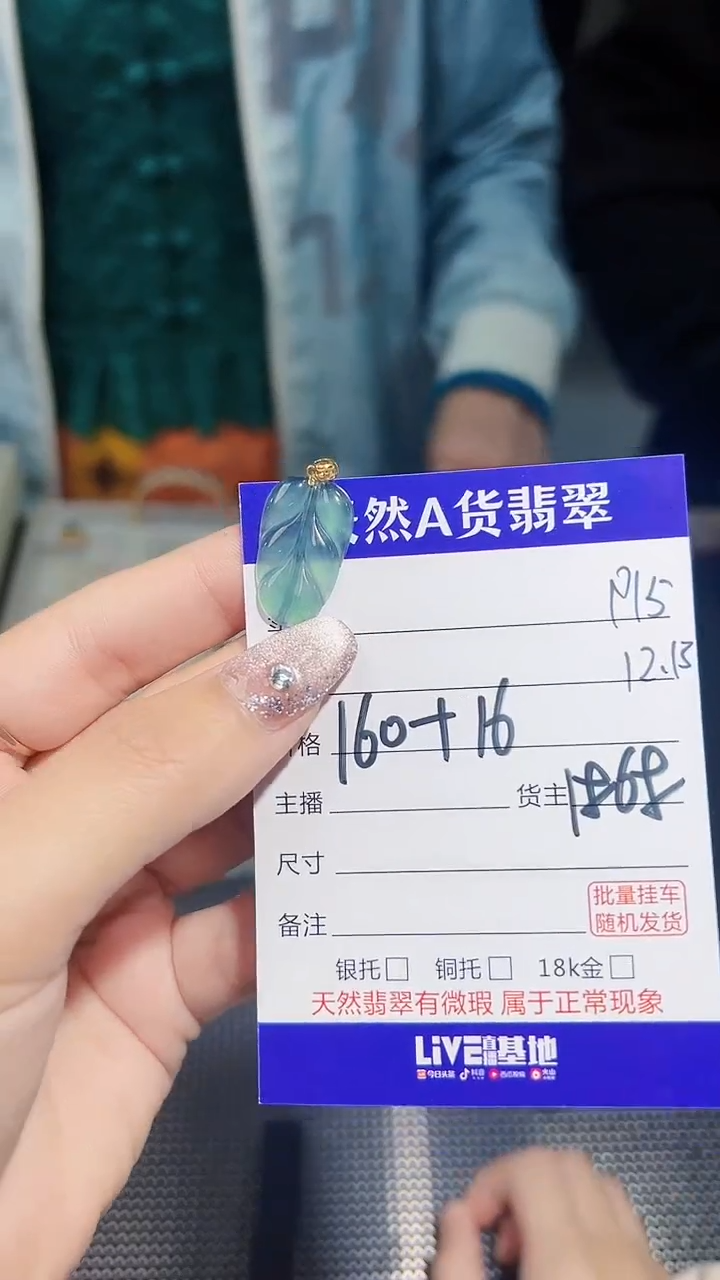 然A货翡翠
P15
12.13
格 160+16
主播 货主 1868
尺寸
批量挂车
备注 随机发货
银托□ 铜托□ 18k金□
天然翡翠有微瑕 属于正常现象
LiVE直播基地
今日头条 抖音 西瓜视频 火山